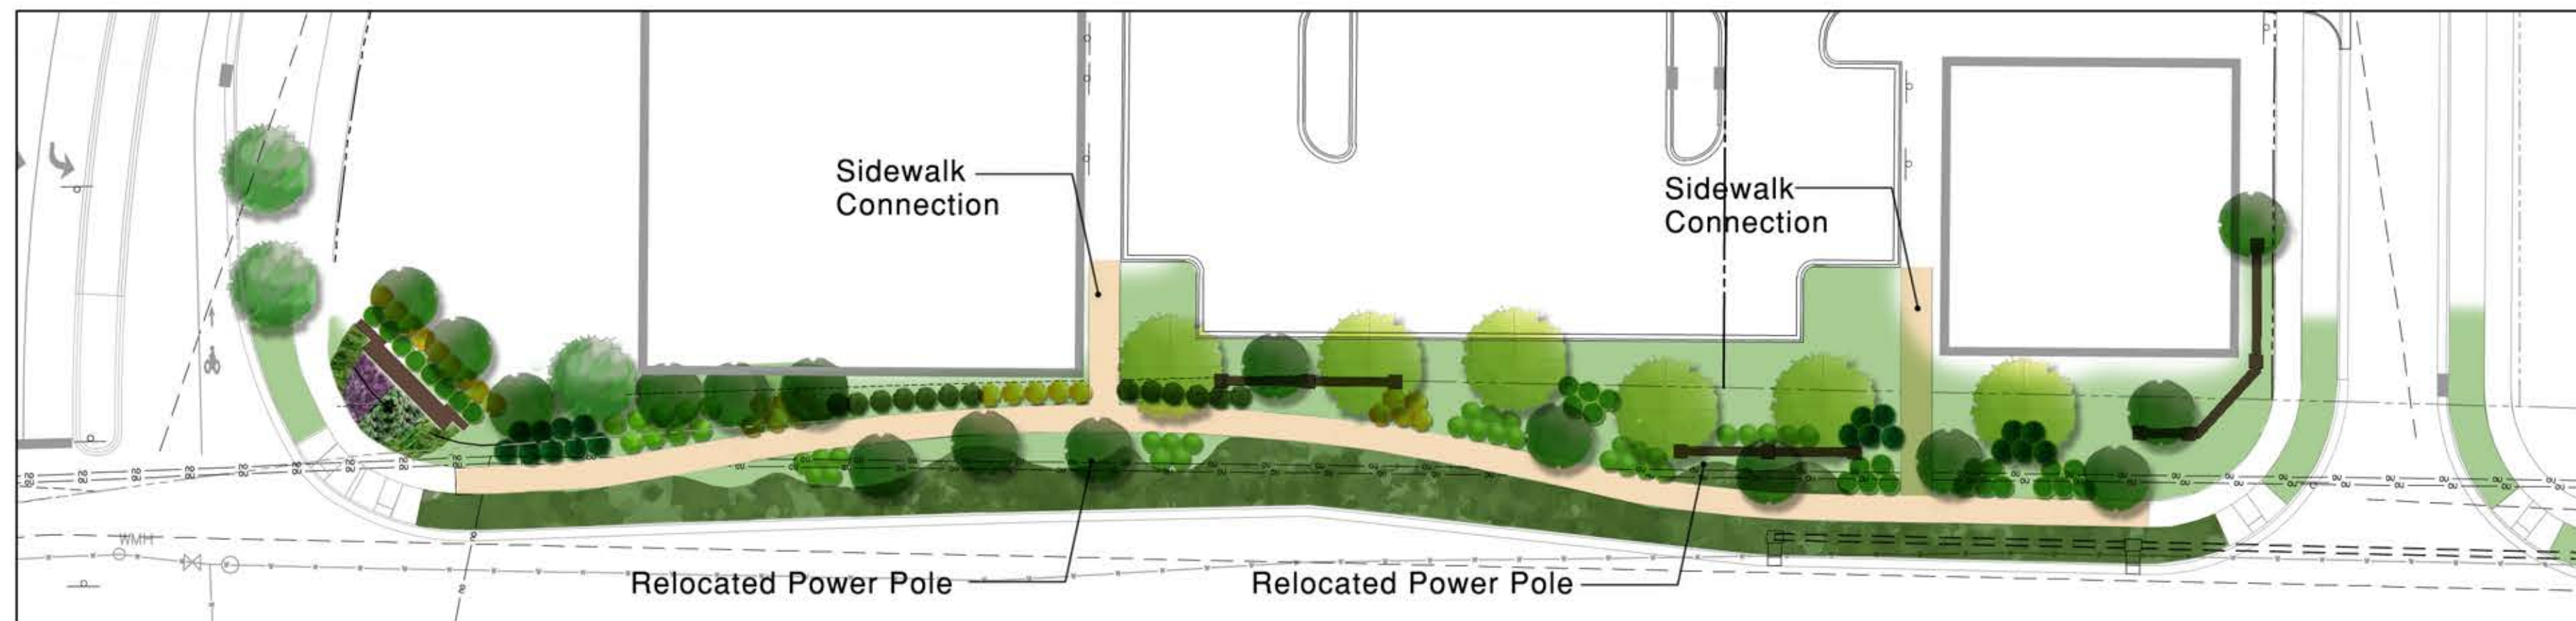 Sidewalk
Connection
Sidewalk
Connection
WMH
Relocated Power Pole
Relocated Power Pole